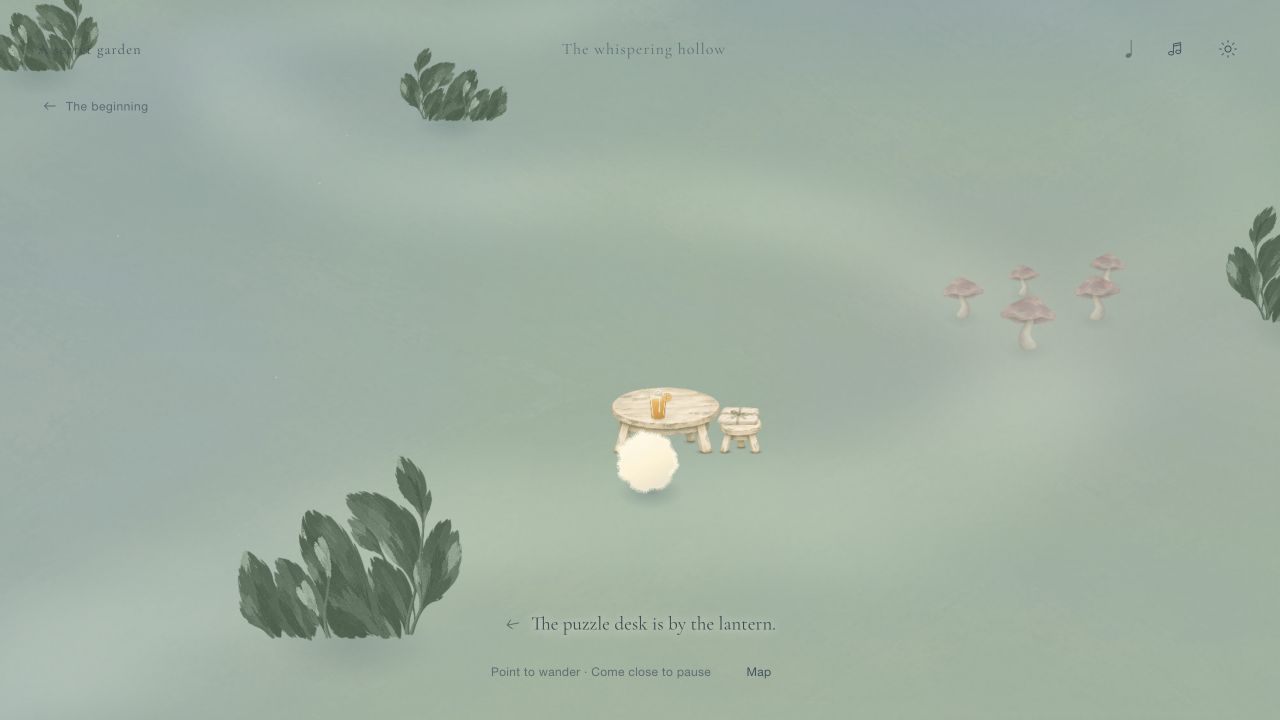 garden
The whispering hollow
← The beginning
← The puzzle desk is by the lantern.
Point to wander · Come close to pause
Map